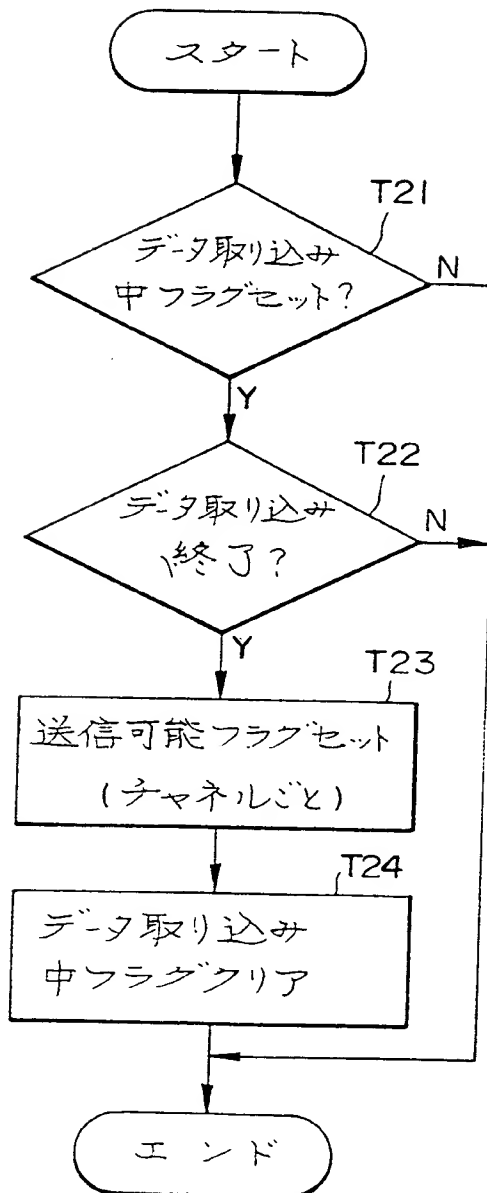 スタート
T21
データ取り込み
中フラグセット?
N
Y
T22
データ取り込み
終了?
N
Y
T23
送信可能フラグセット
(チャネルごと)
T24
データ取り込み
中フラグクリア
エンド